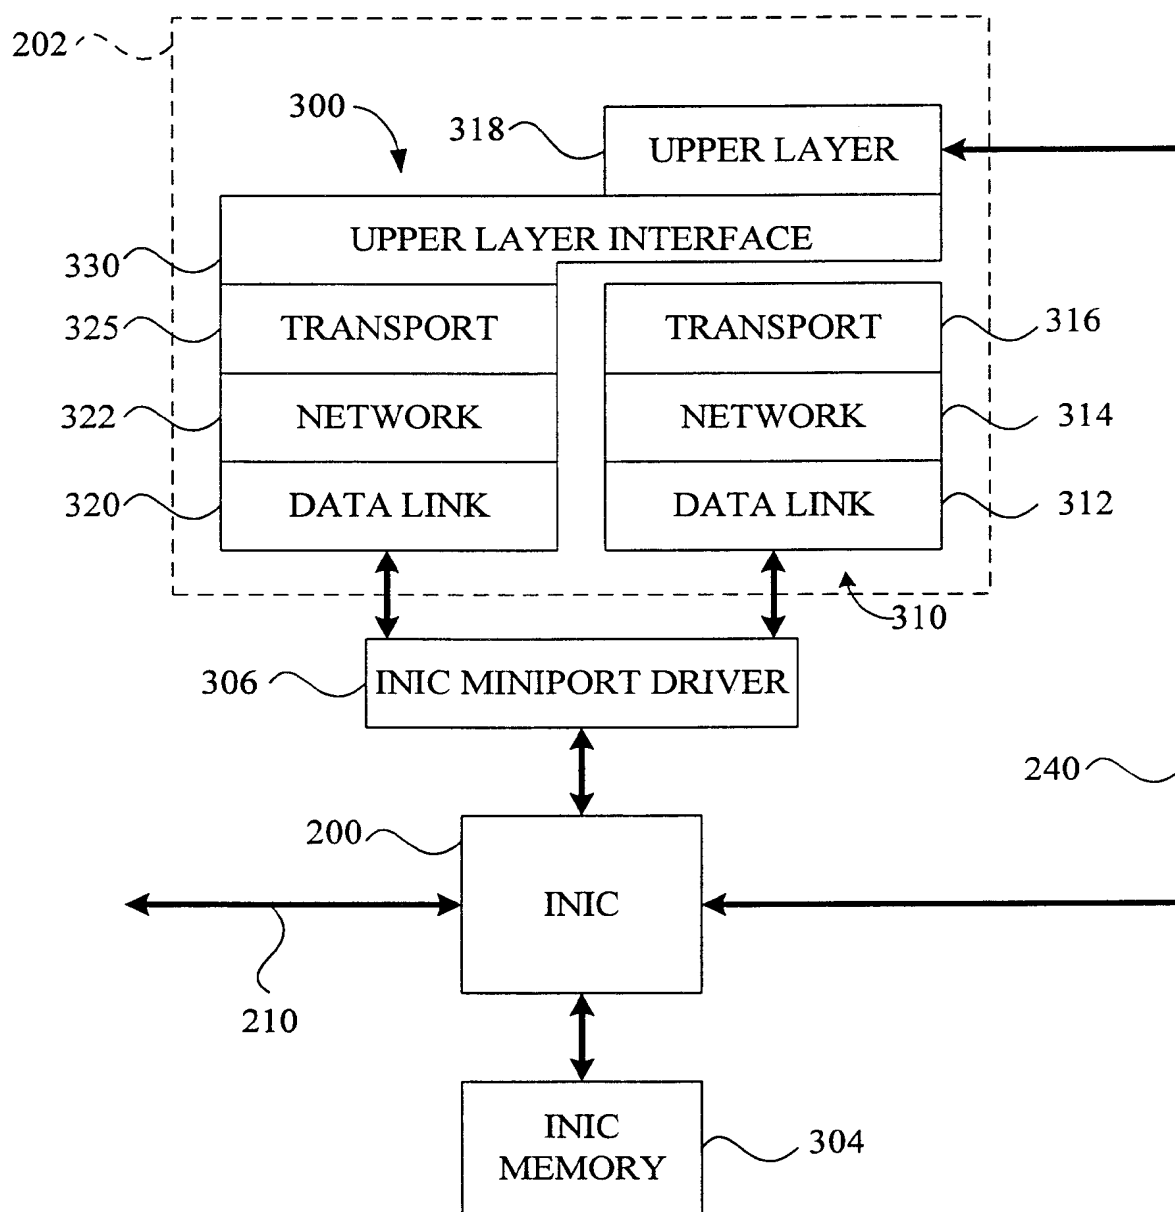 202
300
318
UPPER LAYER
UPPER LAYER INTERFACE
330
325
TRANSPORT
TRANSPORT
316
322
NETWORK
NETWORK
314
320
DATA LINK
DATA LINK
312
310
306
INIC MINIPORT DRIVER
240
200
INIC
210
INIC
MEMORY
304